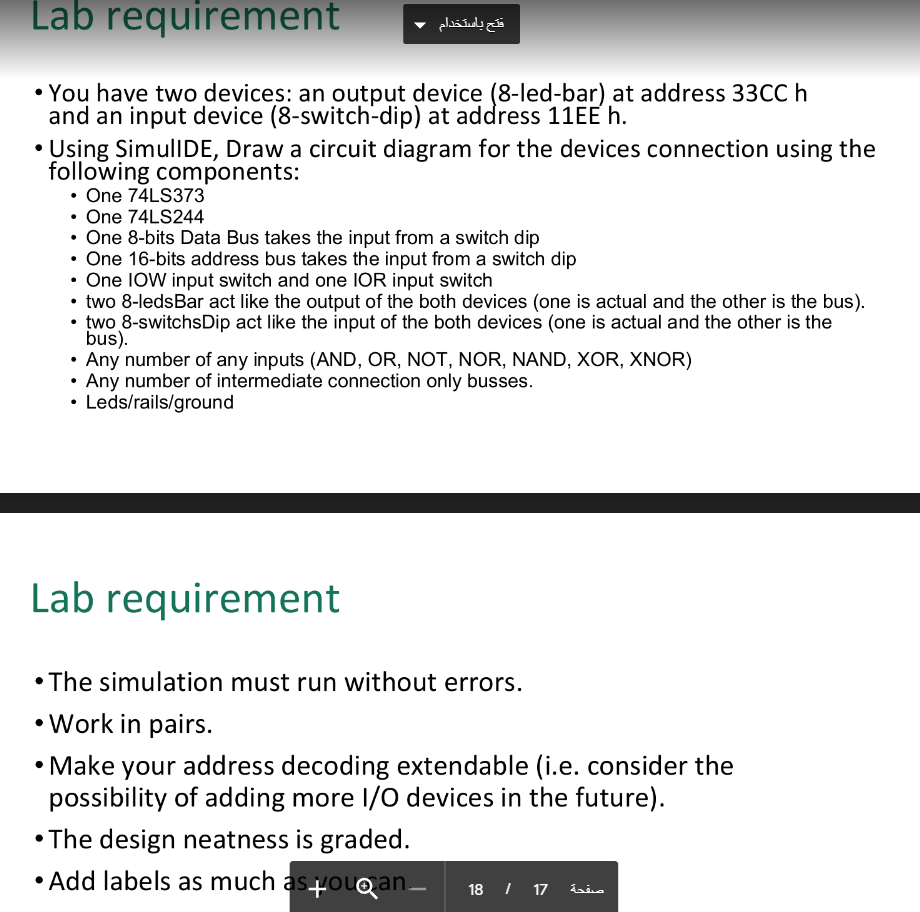 Lab requirement
فتح باستخدام
• You have two devices: an output device (8-led-bar) at address 33CC h
and an input device (8-switch-dip) at address 11EE h.
• Using SimulIDE, Draw a circuit diagram for the devices connection using the
following components:
• One 74LS373
• One 74LS244
• One 8-bits Data Bus takes the input from a switch dip
• One 16-bits address bus takes the input from a switch dip
• One IOW input switch and one IOR input switch
• two 8-ledsBar act like the output of the both devices (one is actual and the other is the bus).
• two 8-switchsDip act like the input of the both devices (one is actual and the other is the
bus).
• Any number of any inputs (AND, OR, NOT, NOR, NAND, XOR, XNOR)
• Any number of intermediate connection only busses.
• Leds/rails/ground
Lab requirement
• The simulation must run without errors.
• Work in pairs.
• Make your address decoding extendable (i.e. consider the
possibility of adding more I/O devices in the future).
• The design neatness is graded.
• Add labels as much as you can
صفحة 17 / 18